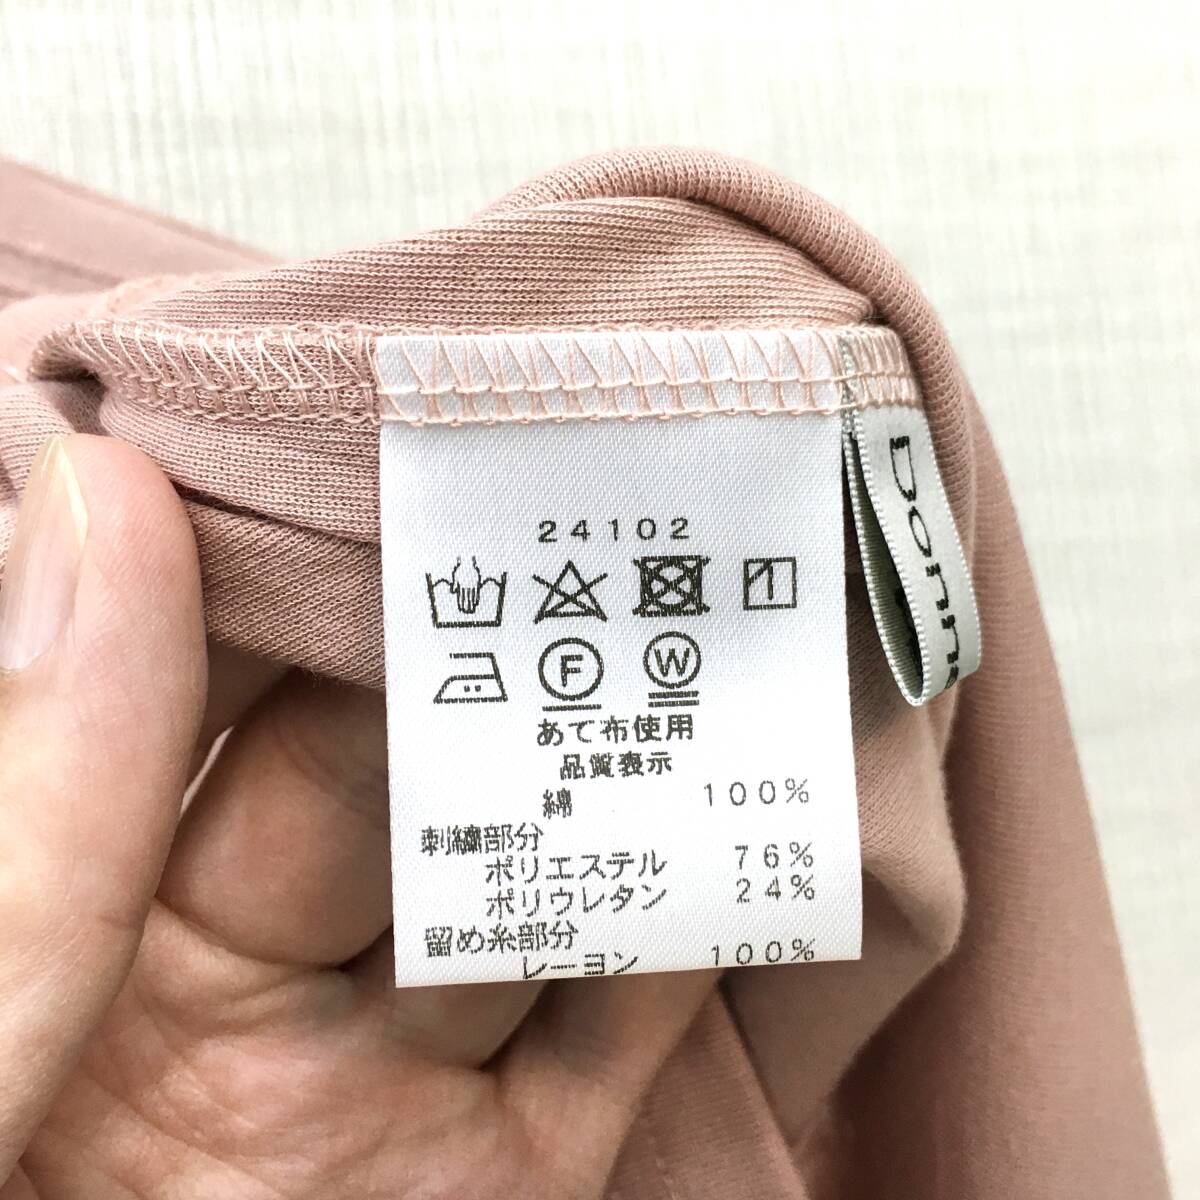 24102
F W
あて布使用
品質表示
綿 100%
刺繍部分
ポリエステル 76%
ポリウレタン 24%
留め糸部分
レーヨン 100%
Donn